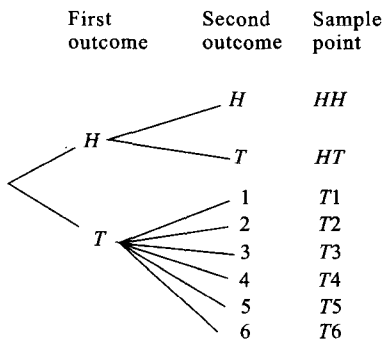 First Second Sample
outcome outcome point
H HH
H
T HT
1 T1
2 T2
T 3 T3
4 T4
5 T5
6 T6